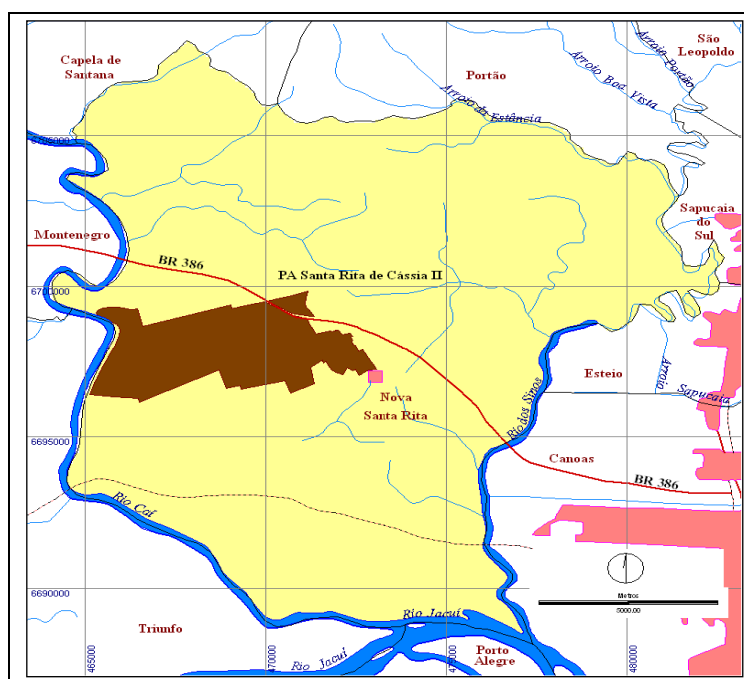 Capela de
Santana
Portão
São
Leopoldo
Arroio Portão
Arroio Boa Vista
Arroio da Estância
6705000
Montenegro
BR 386
Sapucaia
do
Sul
PA Santa Rita de Cássia II
6700000
Esteio
Arroio
Sapucaia
Nova
Santa Rita
Rio dos Sinos
6695000
Canoas
BR 386
Rio Caí
Metros
5000.00
6690000
Triunfo
Rio Jacuí
Rio Jacuí
Porto
Alegre
465000
470000
475000
480000